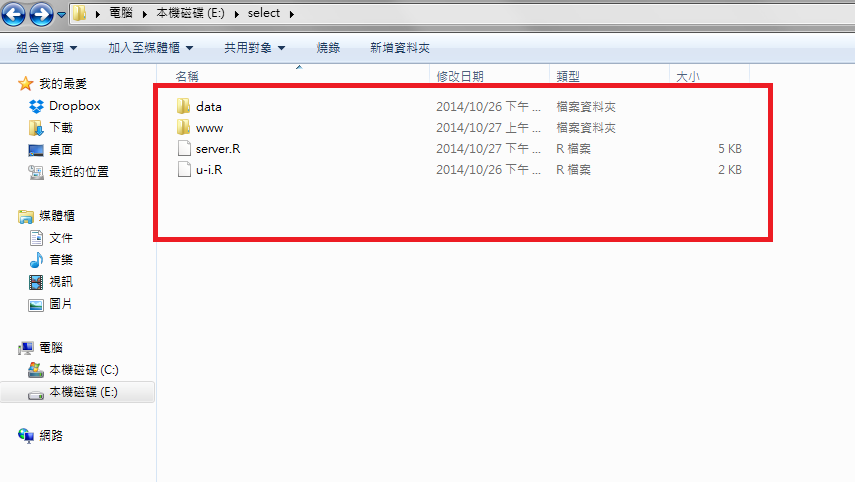 電腦 ▸ 本機磁碟 (E:) ▸ select ▸
組合管理 ▼ 加入至媒體櫃 ▼ 共用對象 ▼ 燒錄 新增資料夾
名稱 修改日期 類型 大小
我的最愛
Dropbox
下載
桌面
最近的位置
媒體櫃
文件
音樂
視訊
圖片
電腦
本機磁碟 (C:)
本機磁碟 (E:)
網路
data 2014/10/26 下午 ... 檔案資料夾
www 2014/10/27 上午 ... 檔案資料夾
server.R 2014/10/27 下午 ... R 檔案 5 KB
u-i.R 2014/10/26 下午 ... R 檔案 2 KB